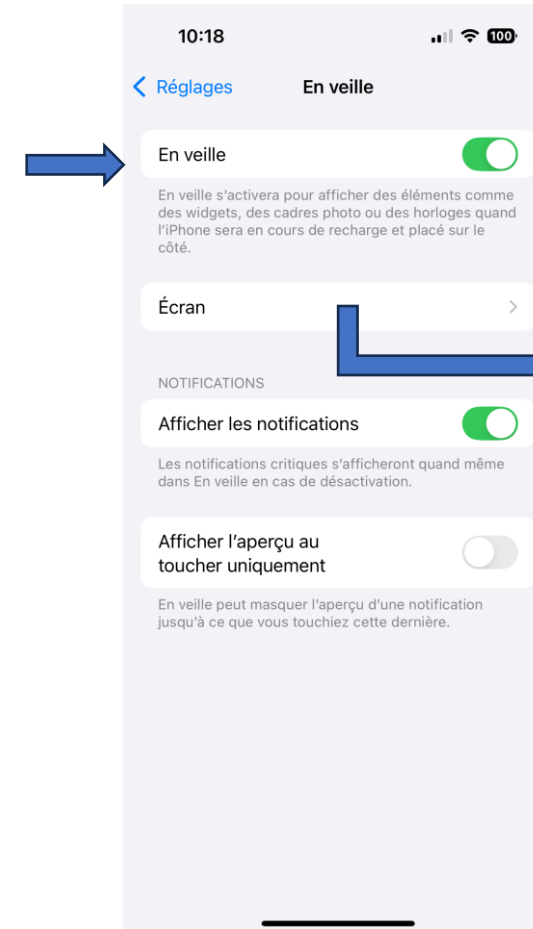 10:18
100
Réglages
En veille
En veille
En veille s’activera pour afficher des éléments comme
des widgets, des cadres photo ou des horloges quand
l’iPhone sera en cours de recharge et placé sur le
côté.
Écran
NOTIFICATIONS
Afficher les notifications
Les notifications critiques s’afficheront quand même
dans En veille en cas de désactivation.
Afficher l’aperçu au
toucher uniquement
En veille peut masquer l’aperçu d’une notification
jusqu’à ce que vous touchiez cette dernière.